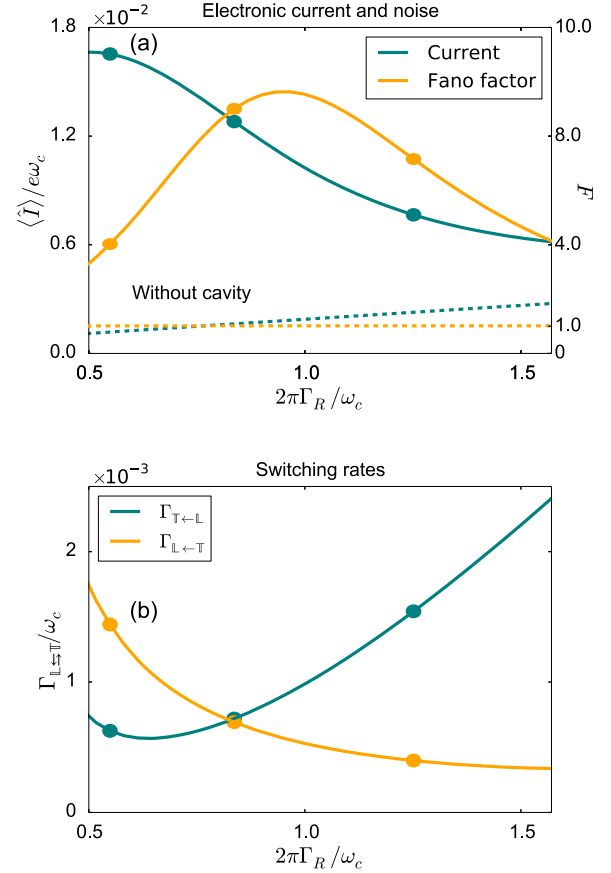 Electronic current and noise
×10⁻²
(a)
Current
Fano factor
1.8
1.2
0.6
0.0
10.0
8.0
4.0
1.0
0
⟨Î⟩/eω_c
F
Without cavity
0.5
1.0
1.5
2πΓ_R/ω_c
Switching rates
×10⁻³
Γ_𝕋←𝕃
Γ_𝕃←𝕋
(b)
2
1
0
Γ_𝕃⇆𝕋/ω_c
0.5
1.0
1.5
2πΓ_R/ω_c